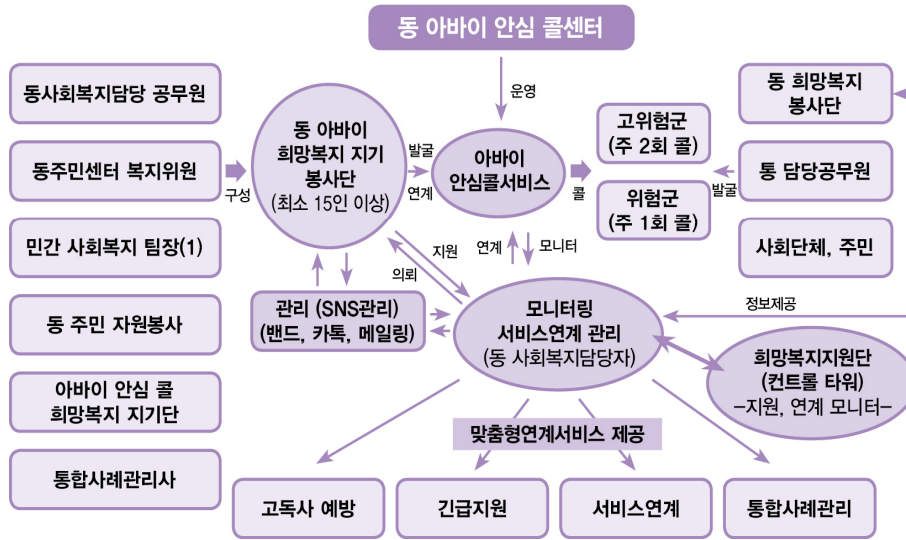 동 아바이 안심 콜센터
운영
동사회복지담당 공무원
동주민센터 복지위원
민간 사회복지 팀장(1)
동 주민 자원봉사
아바이 안심 콜
희망복지 지기단
통합사례관리사
구성
동 아바이
희망복지 지기
봉사단
(최소 15인 이상)
발굴
연계
아바이
안심콜서비스
콜
고위험군
(주 2회 콜)
위험군
(주 1회 콜)
발굴
동 희망복지
봉사단
통 담당공무원
사회단체, 주민
지원
의뢰
연계
모니터
관리 (SNS관리)
(밴드, 카톡, 메일링)
모니터링
서비스연계 관리
(동 사회복지담당자)
정보제공
희망복지지원단
(컨트롤 타워)
–지원, 연계 모니터–
맞춤형연계서비스 제공
고독사 예방
긴급지원
서비스연계
통합사례관리